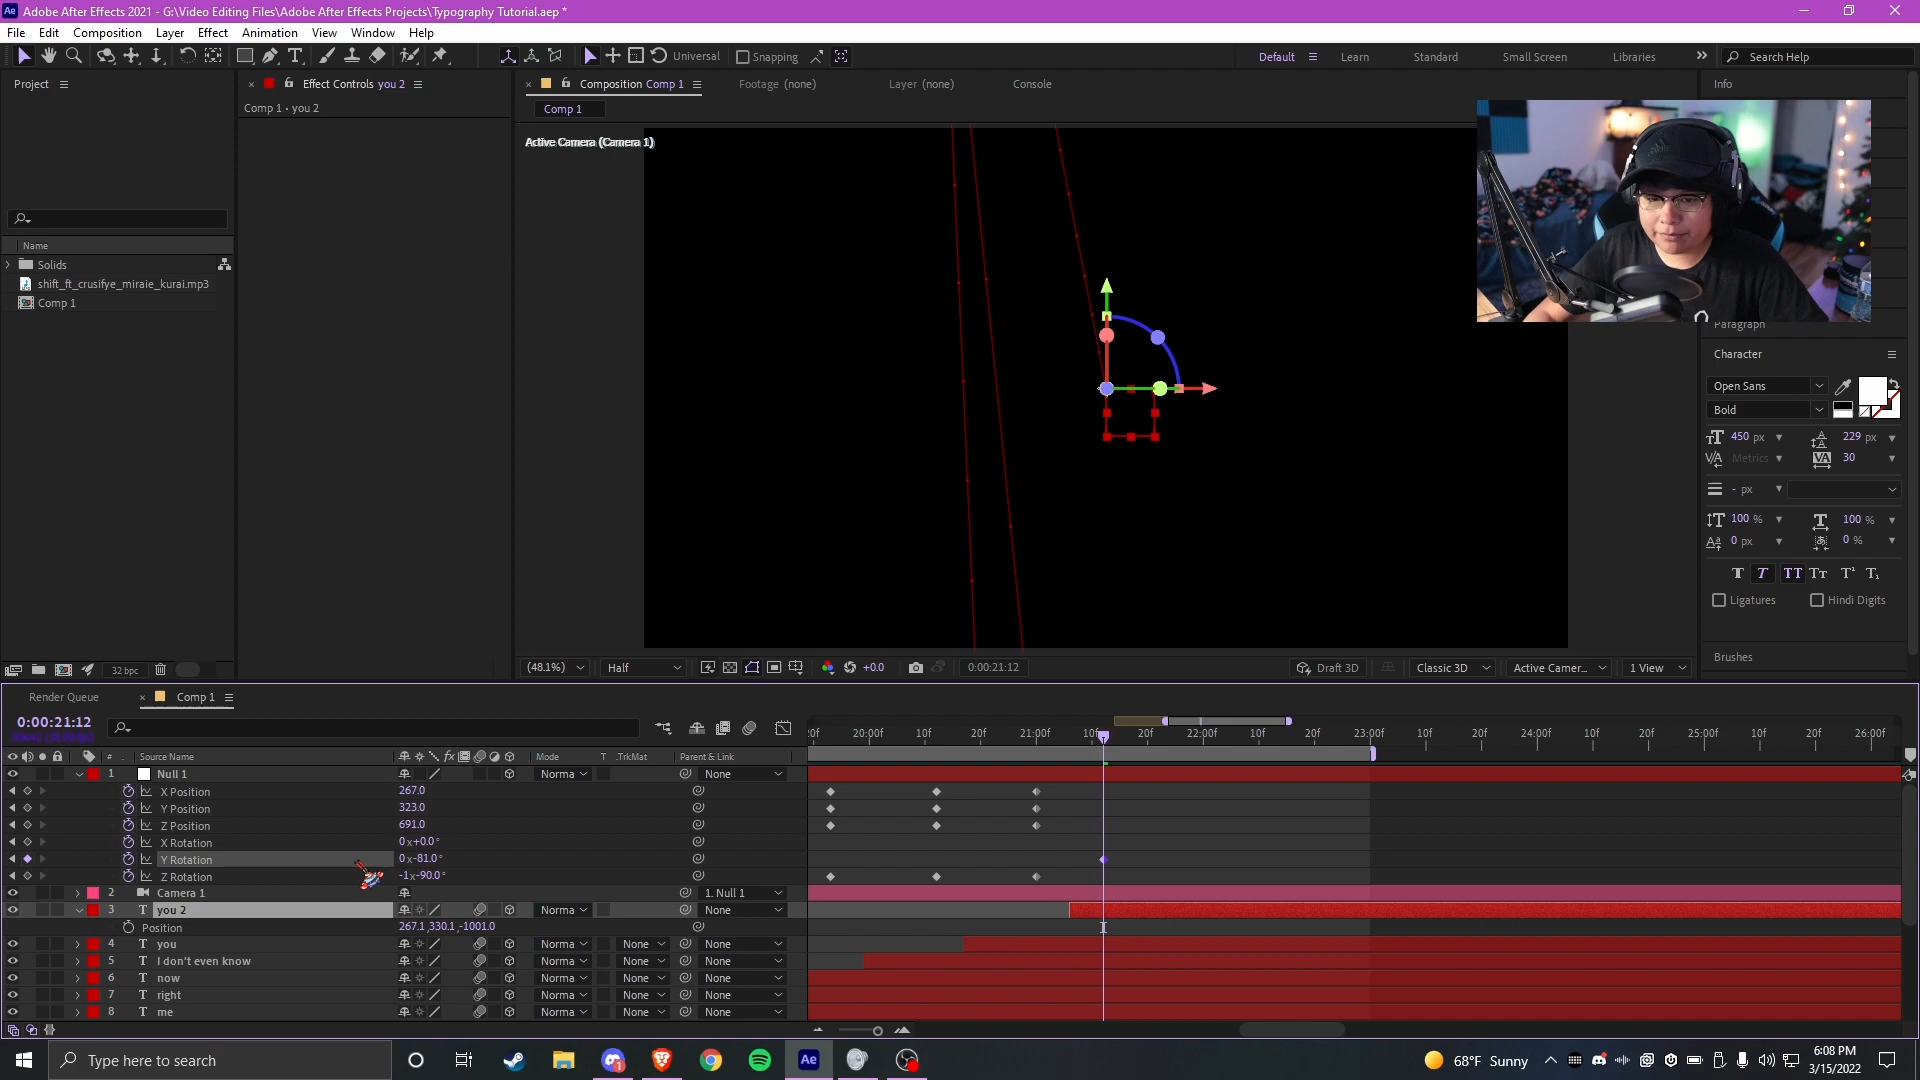 Adobe After Effects 2021 - G:\Video Editing Files\Adobe After Effects Projects\Typography Tutorial.aep *
File Edit Composition Layer Effect Animation View Window Help
Universal Snapping Default Learn Standard Small Screen Libraries Search Help
Project Effect Controls you 2 Composition Comp 1 Footage (none) Layer (none) Console Info
Comp 1 • you 2
Comp 1
Active Camera (Camera 1)
Name
Solids
shift_ft_crusifye_miraie_kurai.mp3
Comp 1
Paragraph
Character
Open Sans
Bold
450 px 229 px
Metrics 30
- px
100 % 100 %
0 px 0 %
Ligatures Hindi Digits
Brushes
32 bpc
(48.1%) Half +0.0 0:00:21:12 Draft 3D Classic 3D Active Camer... 1 View
Render Queue Comp 1
0:00:21:12
20:00f 10f 20f 21:00f 10f 20f 22:00f 10f 20f 23:00f 10f 20f 24:00f 10f 20f 25:00f 10f 20f 26:00f
# Source Name Mode T .TrkMat Parent & Link
1 Null 1 Norma None
X Position 267.0
Y Position 323.0
Z Position 691.0
X Rotation 0x+0.0°
Y Rotation 0x-81.0°
Z Rotation -1x-90.0°
2 Camera 1 1. Null 1
3 T you 2 Norma None
Position 267.1,330.1,-1001.0
4 T you Norma None None
5 T I don't even know Norma None None
6 T now Norma None None
7 T right Norma None None
8 T me Norma None None
Type here to search
68°F Sunny
6:08 PM
3/15/2022